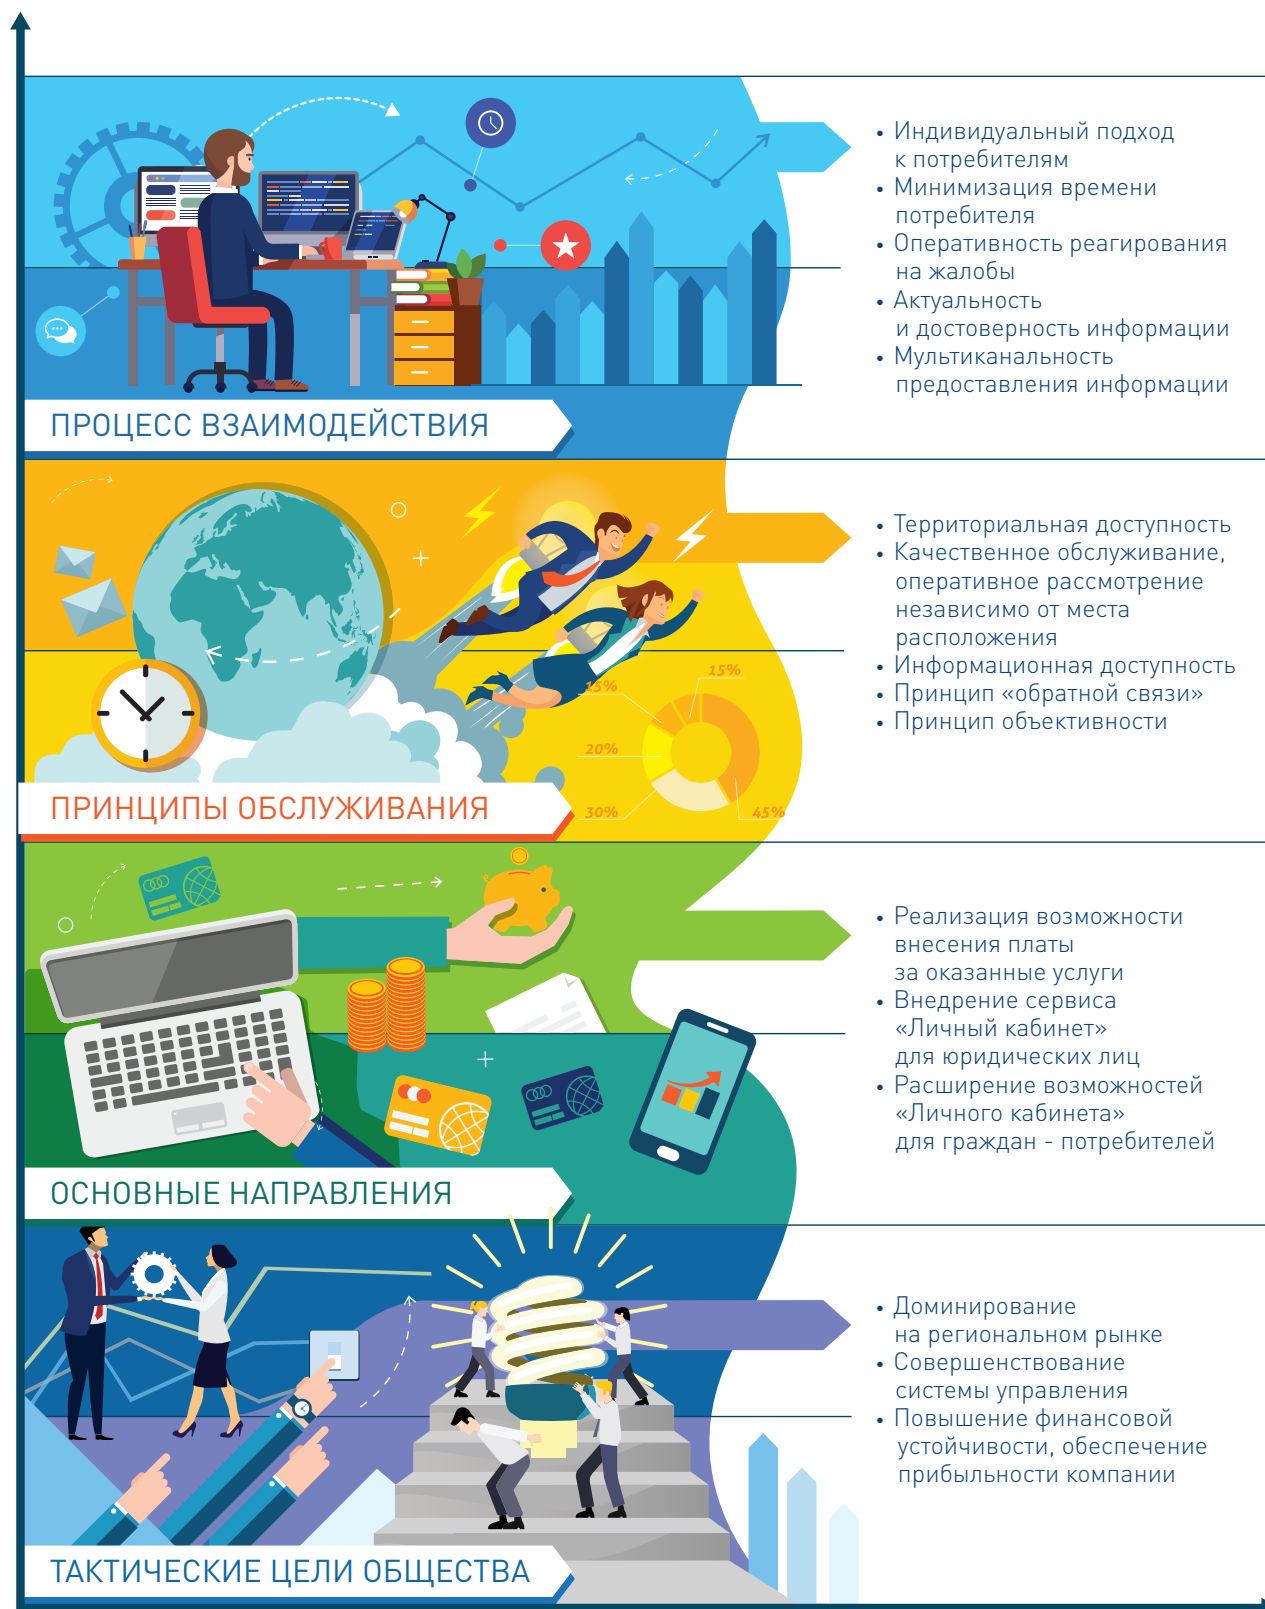 • Индивидуальный подход
к потребителям
• Минимизация времени
потребителя
• Оперативность реагирования
на жалобы
• Актуальность
и достоверность информации
• Мультиканальность
предоставления информации
ПРОЦЕСС ВЗАИМОДЕЙСТВИЯ
• Территориальная доступность
• Качественное обслуживание,
оперативное рассмотрение
независимо от места
расположения
• Информационная доступность
• Принцип «обратной связи»
• Принцип объективности
15%
15%
20%
30%
45%
ПРИНЦИПЫ ОБСЛУЖИВАНИЯ
• Реализация возможности
внесения платы
за оказанные услуги
• Внедрение сервиса
«Личный кабинет»
для юридических лиц
• Расширение возможностей
«Личного кабинета»
для граждан - потребителей
ОСНОВНЫЕ НАПРАВЛЕНИЯ
• Доминирование
на региональном рынке
• Совершенствование
системы управления
• Повышение финансовой
устойчивости, обеспечение
прибыльности компании
ТАКТИЧЕСКИЕ ЦЕЛИ ОБЩЕСТВА